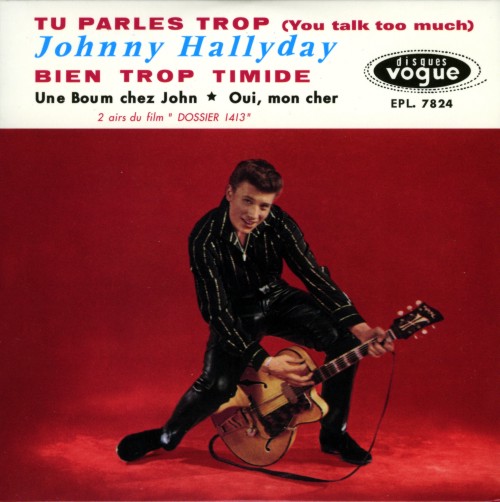 TU PARLES TROP (You talk too much)
Johnny Hallyday
BIEN TROP TIMIDE
Une Boum chez John ★ Oui, mon cher
2 airs du film " DOSSIER 1413"
disques
vogue
EPL. 7824